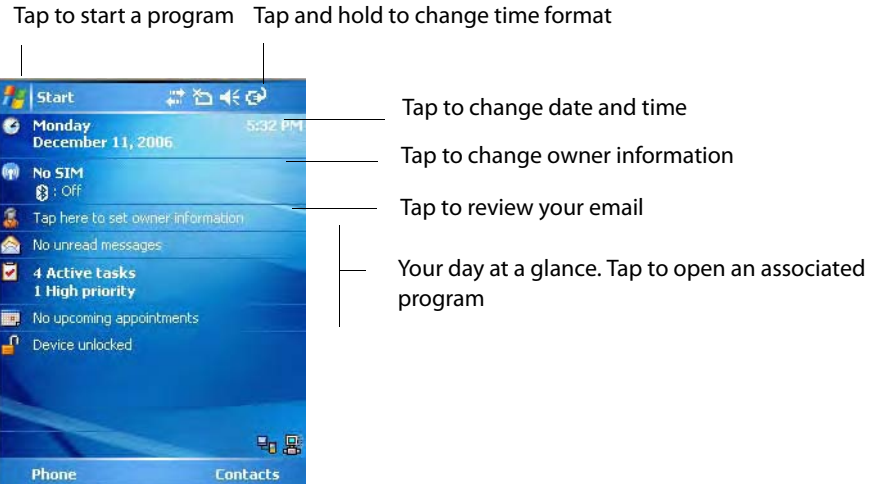 Tap to start a program Tap and hold to change time format
Start
Monday 5:32 PM
December 11, 2006
No SIM
: Off
Tap here to set owner information
No unread messages
4 Active tasks
1 High priority
No upcoming appointments
Device unlocked
Phone Contacts
Tap to change date and time
Tap to change owner information
Tap to review your email
Your day at a glance. Tap to open an associated
program